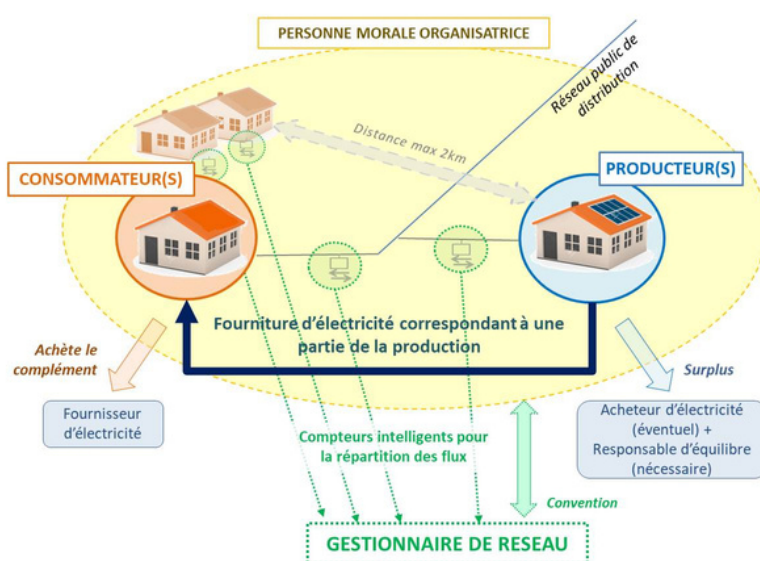 PERSONNE MORALE ORGANISATRICE
Réseau public de
distribution
Distance max 2km
CONSOMMATEUR(S)
PRODUCTEUR(S)
Fourniture d'électricité correspondant à une
partie de la production
Achète le
complément
Surplus
Fournisseur
d'électricité
Acheteur d'électricité
(éventuel) +
Responsable d'équilibre
(nécessaire)
Compteurs intelligents pour
la répartition des flux
Convention
GESTIONNAIRE DE RESEAU